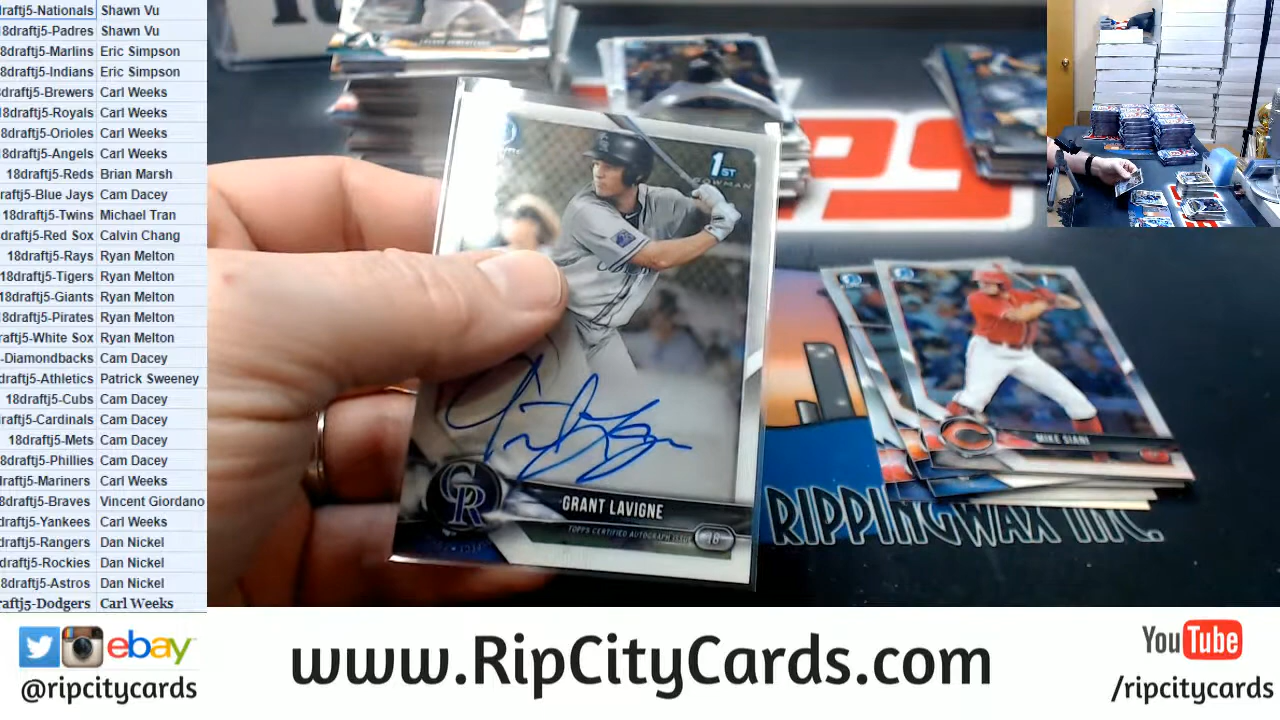 draftj5-Nationals Shawn Vu
18draftj5-Padres Shawn Vu
8draftj5-Marlins Eric Simpson
8draftj5-Indians Eric Simpson
draftj5-Brewers Carl Weeks
8draftj5-Royals Carl Weeks
8draftj5-Orioles Carl Weeks
8draftj5-Angels Carl Weeks
18draftj5-Reds Brian Marsh
raftj5-Blue Jays Cam Dacey
18draftj5-Twins Michael Tran
draftj5-Red Sox Calvin Chang
18draftj5-Rays Ryan Melton
18draftj5-Tigers Ryan Melton
8draftj5-Giants Ryan Melton
8draftj5-Pirates Ryan Melton
raftj5-White Sox Ryan Melton
-Diamondbacks Cam Dacey
draftj5-Athletics Patrick Sweeney
18draftj5-Cubs Cam Dacey
raftj5-Cardinals Cam Dacey
18draftj5-Mets Cam Dacey
8draftj5-Phillies Cam Dacey
draftj5-Mariners Carl Weeks
8draftj5-Braves Vincent Giordano
raftj5-Yankees Carl Weeks
draftj5-Rangers Dan Nickel
draftj5-Rockies Dan Nickel
8draftj5-Astros Dan Nickel
raftj5-Dodgers Carl Weeks
1ST
BOWMAN
CR
GRANT LAVIGNE
TOPPS CERTIFIED AUTOGRAPH ISSUE
18
MIKE SIANI
RIPPINGWAX INC.
ebay
@ripcitycards
www.RipCityCards.com
YouTube
/ripcitycards